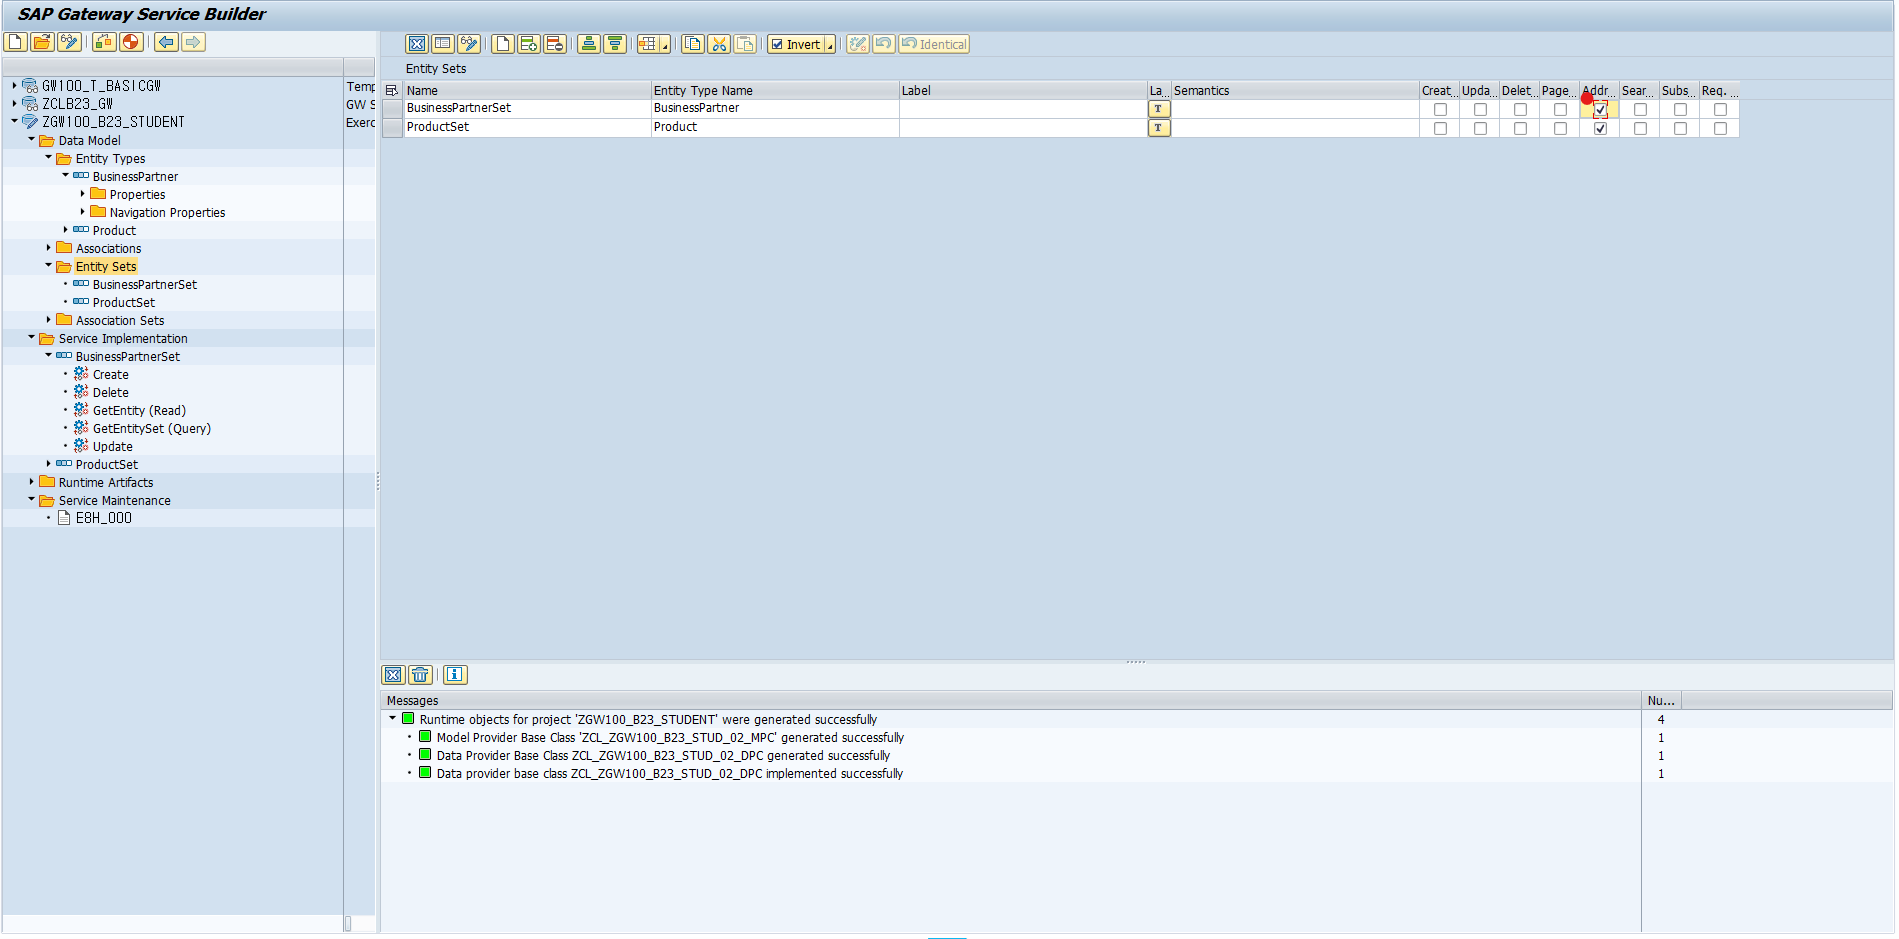 SAP Gateway Service Builder
Invert
Identical
GW100_T_BASICGW Temp
ZCLB23_GW GW S
ZGW100_B23_STUDENT Exerc
Data Model
Entity Types
BusinessPartner
Properties
Navigation Properties
Product
Associations
Entity Sets
BusinessPartnerSet
ProductSet
Association Sets
Service Implementation
BusinessPartnerSet
Create
Delete
GetEntity (Read)
GetEntitySet (Query)
Update
ProductSet
Runtime Artifacts
Service Maintenance
E8H_000
Entity Sets
Name Entity Type Name Label La... Semantics Creat... Upda... Delet... Page... Addr... Sear... Subs... Req. ...
BusinessPartnerSet BusinessPartner T
ProductSet Product T
Messages Nu...
Runtime objects for project 'ZGW100_B23_STUDENT' were generated successfully 4
Model Provider Base Class 'ZCL_ZGW100_B23_STUD_02_MPC' generated successfully 1
Data Provider Base Class ZCL_ZGW100_B23_STUD_02_DPC generated successfully 1
Data provider base class ZCL_ZGW100_B23_STUD_02_DPC implemented successfully 1